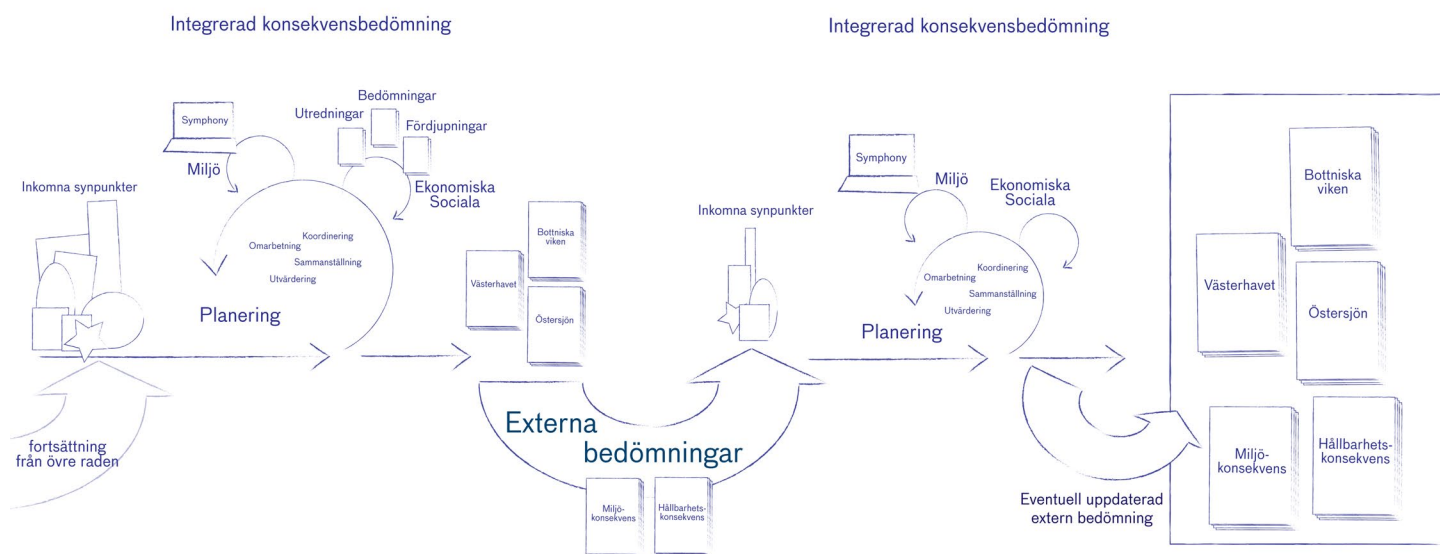 Integrerad konsekvensbedömning
Integrerad konsekvensbedömning
Bedömningar
Utredningar
Fördjupningar
Symphony
Miljö
Ekonomiska
Sociala
Inkomna synpunkter
Koordinering
Omarbetning
Sammanställning
Utvärdering
Planering
Bottniska
viken
Västerhavet
Östersjön
fortsättning
från övre raden
Externa
bedömningar
Miljö-
konsekvens
Hållbarhets-
konsekvens
Inkomna synpunkter
Symphony
Miljö
Ekonomiska
Sociala
Koordinering
Omarbetning
Sammanställning
Utvärdering
Planering
Eventuell uppdaterad
extern bedömning
Bottniska
viken
Västerhavet
Östersjön
Miljö-
konsekvens
Hållbarhets-
konsekvens